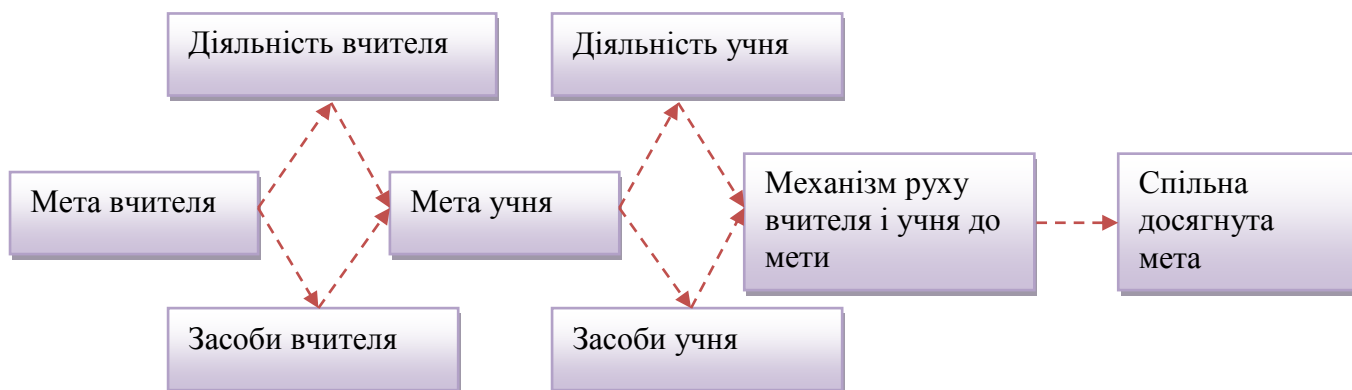 Діяльність вчителя
Діяльність учня
Мета вчителя
Мета учня
Механізм руху
вчителя і учня до
мети
Спільна
досягнута
мета
Засоби вчителя
Засоби учня